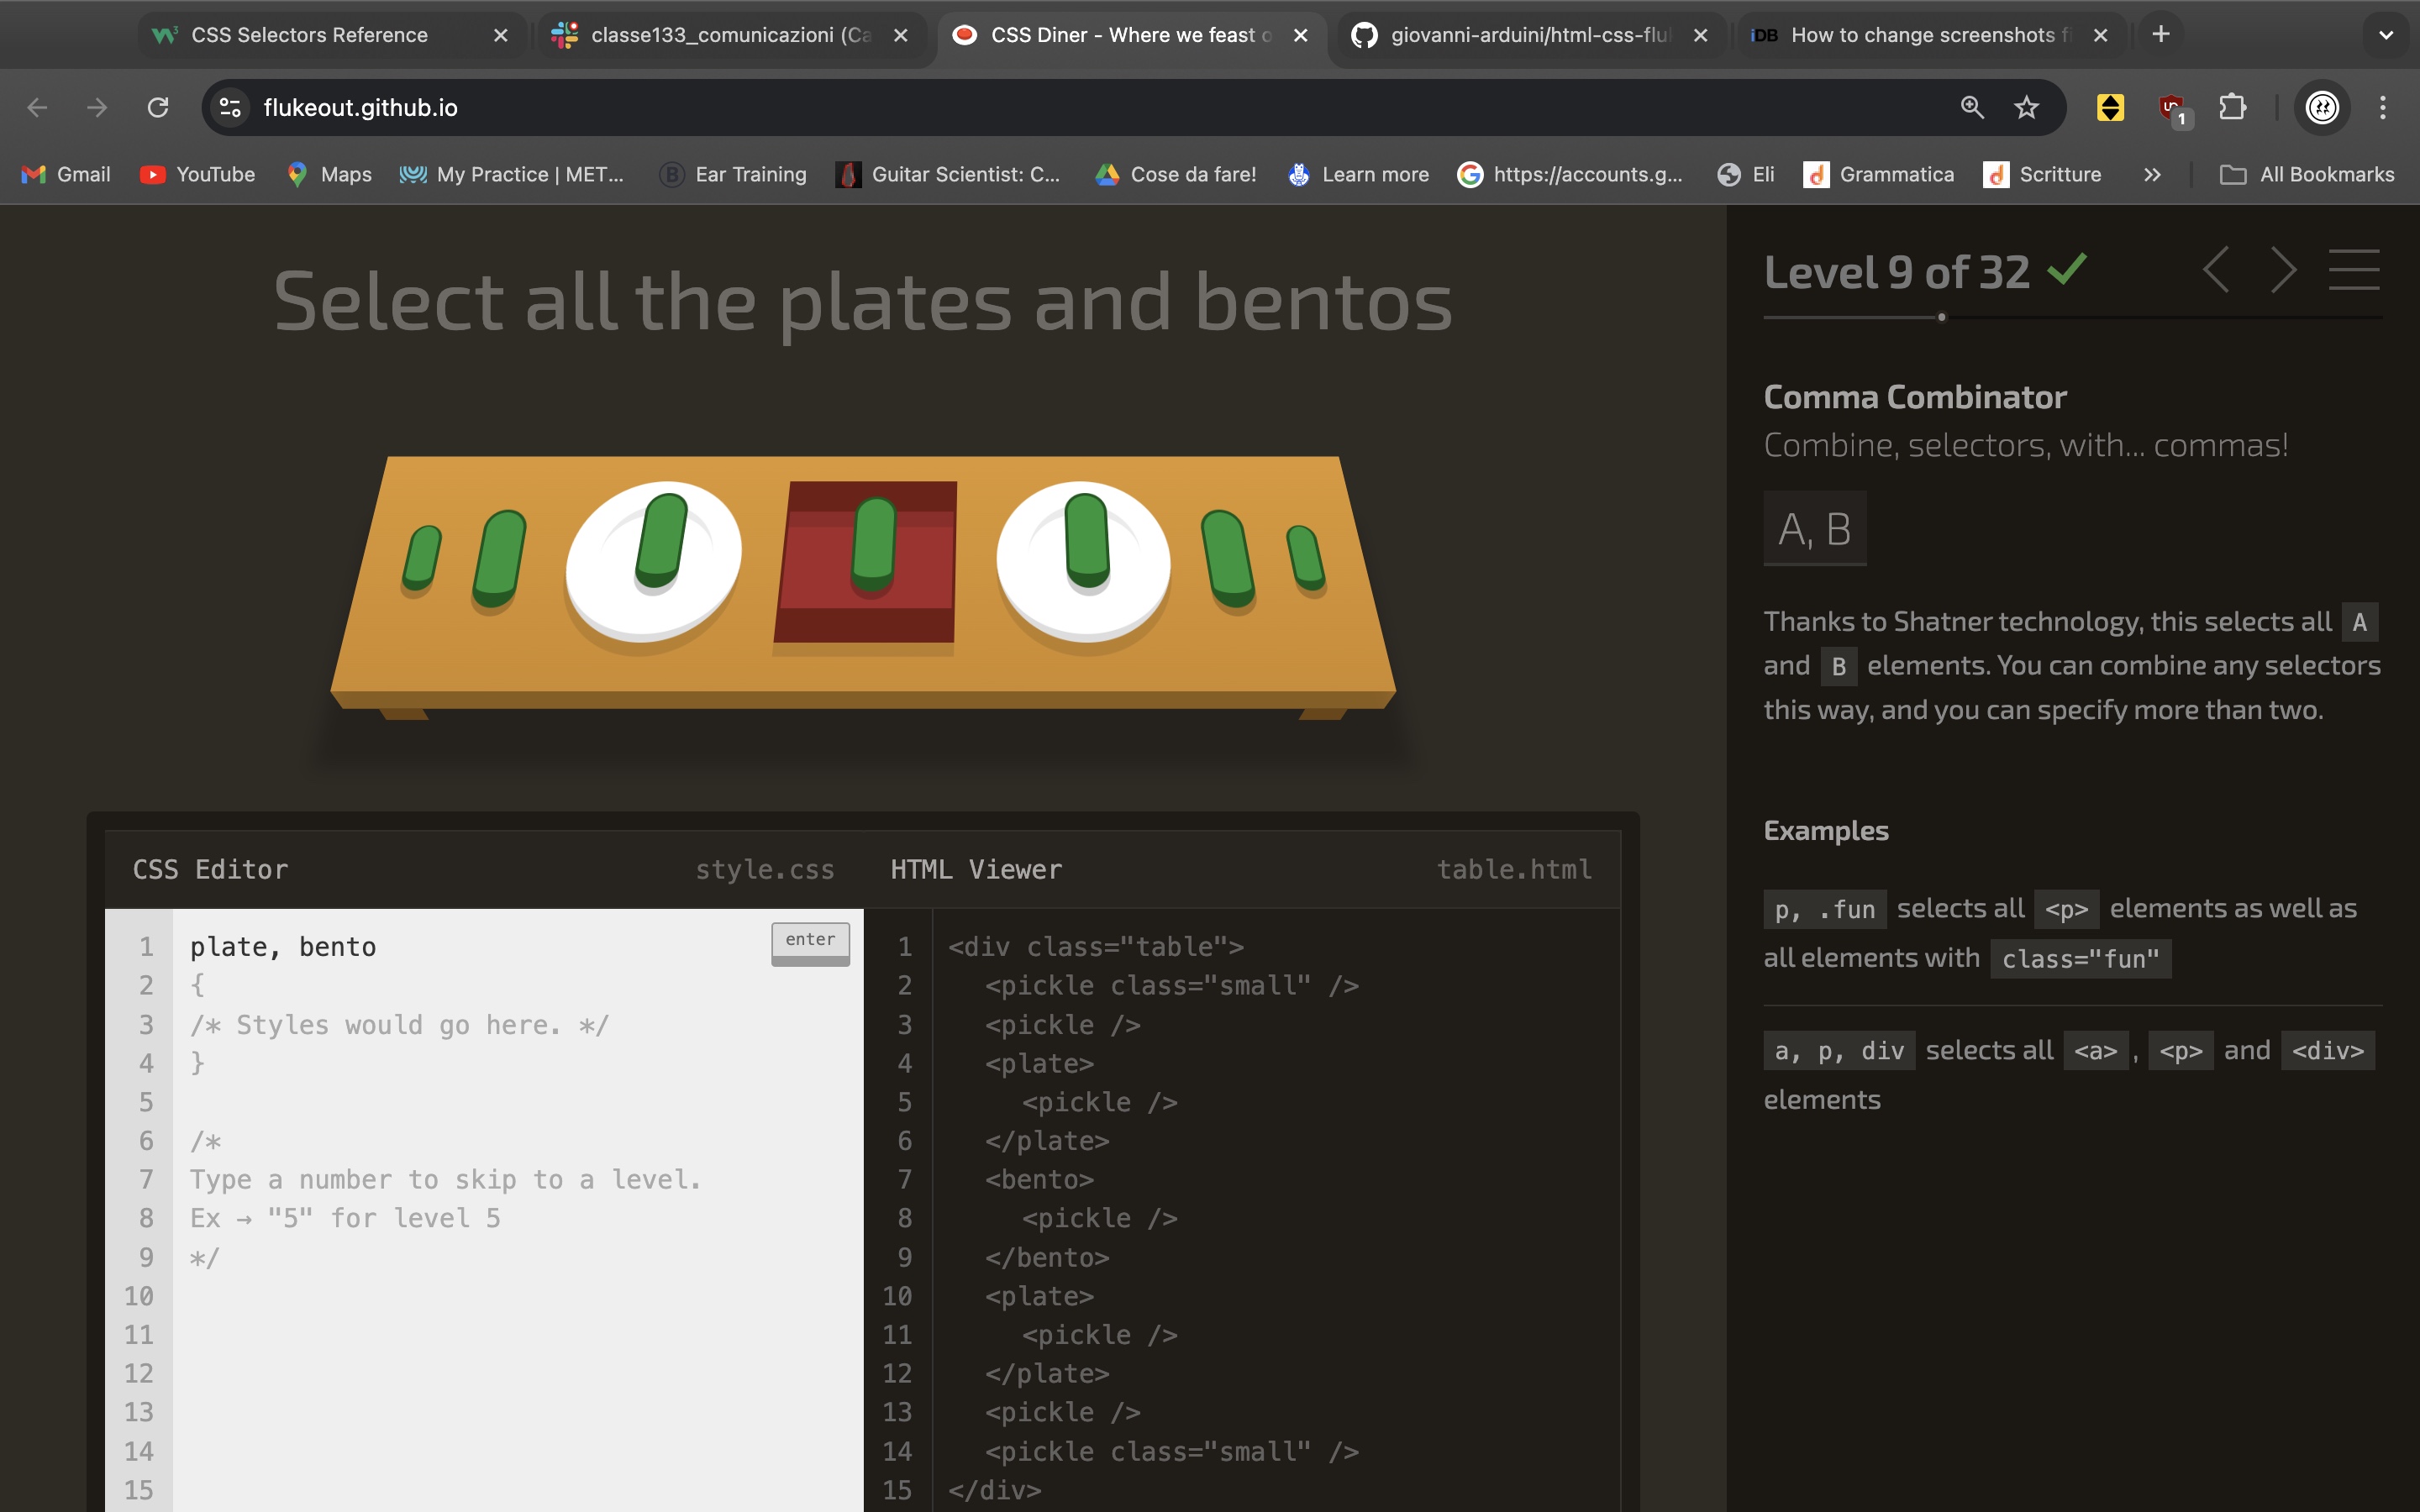 CSS Selectors Reference
classe133_comunicazioni (Ca
CSS Diner - Where we feast o
giovanni-arduini/html-css-flu
iDB How to change screenshots f
flukeout.github.io
1
Gmail
YouTube
Maps
My Practice | MET...
Ear Training
Guitar Scientist: C...
Cose da fare!
Learn more
https://accounts.g...
Eli
Grammatica
Scritture
All Bookmarks
Select all the plates and bentos
CSS Editor style.css
enter
1 plate, bento
2 {
3 /* Styles would go here. */
4 }
5
6 /*
7 Type a number to skip to a level.
8 Ex → "5" for level 5
9 */
10
11
12
13
14
15
HTML Viewer table.html
1 <div class="table">
2 <pickle class="small" />
3 <pickle />
4 <plate>
5 <pickle />
6 </plate>
7 <bento>
8 <pickle />
9 </bento>
10 <plate>
11 <pickle />
12 </plate>
13 <pickle />
14 <pickle class="small" />
15 </div>
Level 9 of 32
Comma Combinator
Combine, selectors, with... commas!
A, B
Thanks to Shatner technology, this selects all A
and B elements. You can combine any selectors
this way, and you can specify more than two.
Examples
p, .fun selects all <p> elements as well as
all elements with class="fun"
a, p, div selects all <a> , <p> and <div>
elements